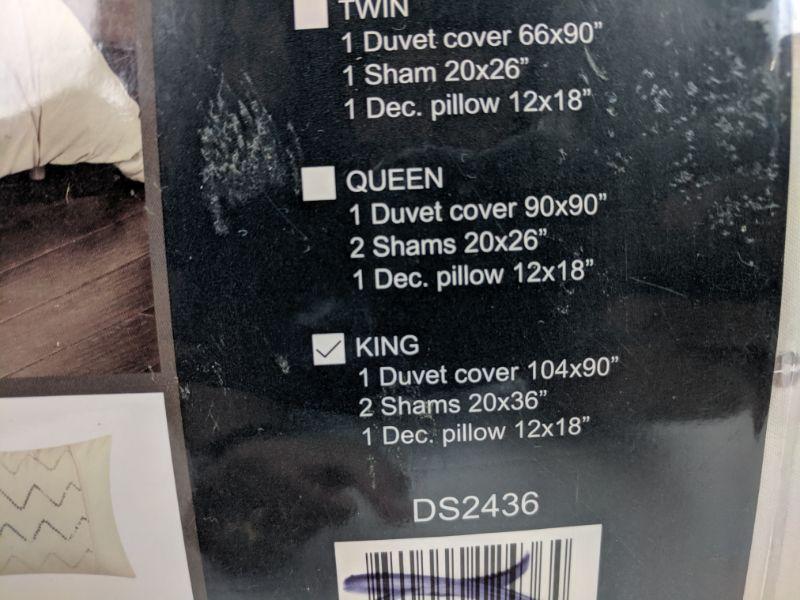 TWIN
1 Duvet cover 66x90”
1 Sham 20x26”
1 Dec. pillow 12x18”
QUEEN
1 Duvet cover 90x90”
2 Shams 20x26”
1 Dec. pillow 12x18”
KING
1 Duvet cover 104x90”
2 Shams 20x36”
1 Dec. pillow 12x18”
DS2436